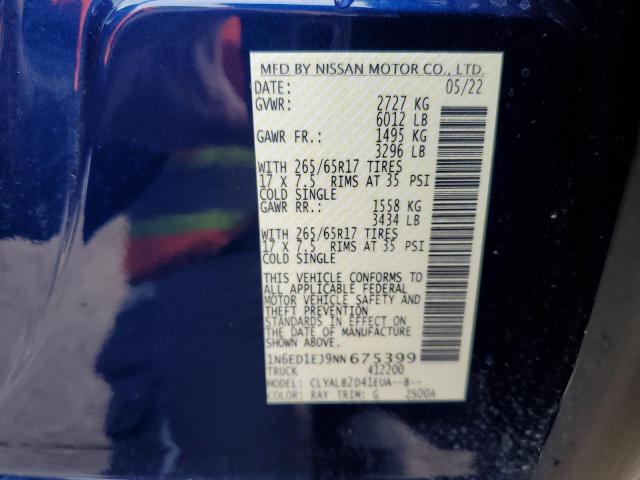 MFD BY NISSAN MOTOR CO., LTD.
DATE: 05/22
GVWR: 2727 KG
6012 LB
GAWR FR.: 1495 KG
3296 LB
WITH 265/65R17 TIRES
17 X 7.5 RIMS AT 35 PSI
COLD SINGLE
GAWR RR.: 1558 KG
3434 LB
WITH 265/65R17 TIRES
17 X 7.5 RIMS AT 35 PSI
COLD SINGLE
THIS VEHICLE CONFORMS TO
ALL APPLICABLE FEDERAL
MOTOR VEHICLE SAFETY AND
THEFT PREVENTION
STANDARDS IN EFFECT ON THE
DATE OF MANUFACTURE
SHOWN ABOVE.
1N6ED1EJ9NN675399
TRUCK 412200
MODEL: CLYALB2D41EUA--B--
COLOR: RAY TRIM: G 2500A